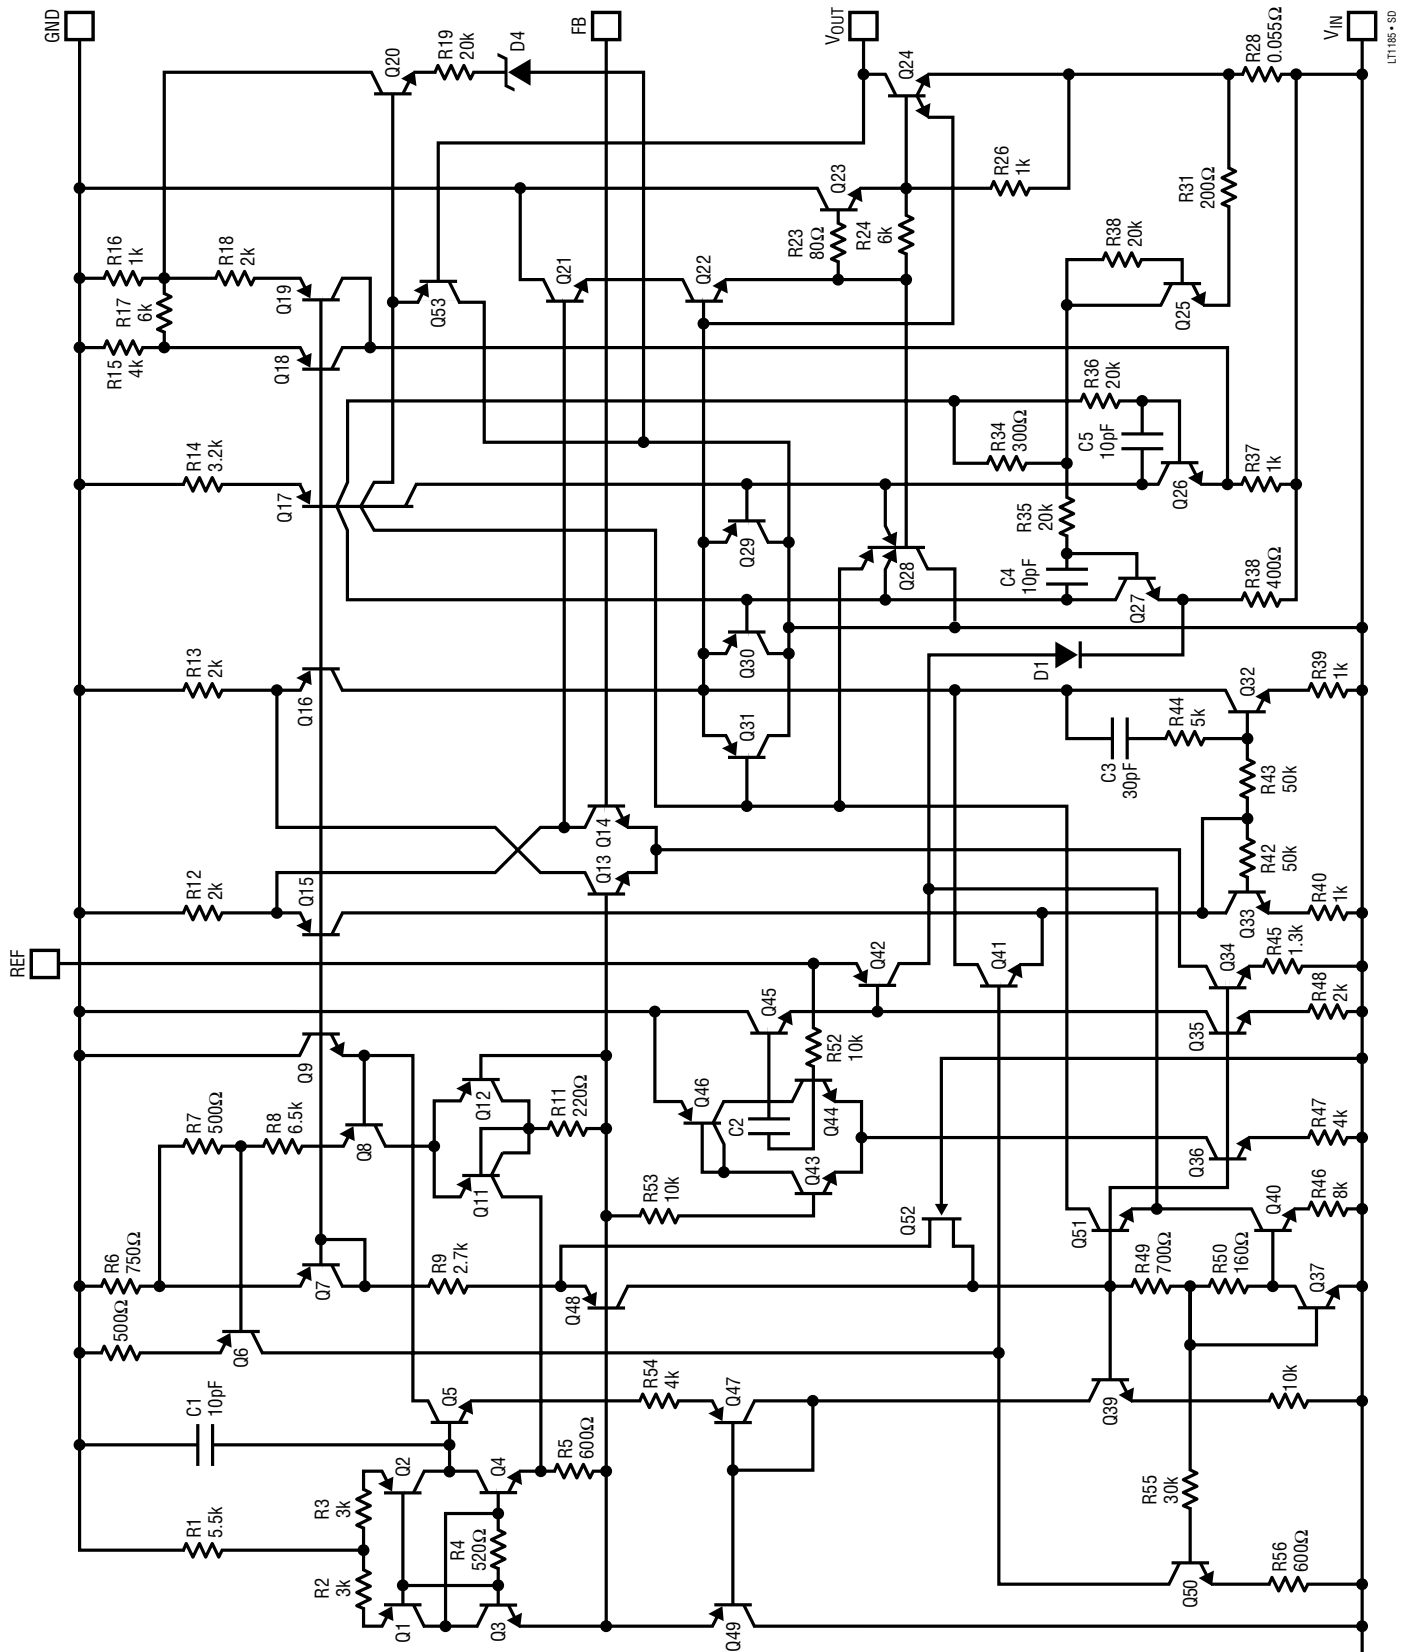 GND
FB
VOUT
VIN
LT1185 • SD
Q20
R19
20k
D4
Q24
R28
0.055Ω
R16
1k
R18
2k
R17
6k
R15
4k
Q19
Q18
Q53
Q21
Q22
Q23
R23
80Ω
R24
6k
R26
1k
R31
200Ω
R38
20k
Q25
R14
3.2k
Q17
Q29
Q28
R34
300Ω
R36
20k
C5
10pF
R35
20k
Q26
R37
1k
C4
10pF
Q27
R38
400Ω
R13
2k
Q16
Q30
Q31
D1
C3
30pF
R44
5k
Q32
R39
1k
R43
50k
R12
2k
Q15
Q13
Q14
R42
50k
Q33
R40
1k
REF
Q42
Q41
Q34
R45
1.3k
Q45
R52
10k
Q35
R48
2k
Q9
R7
500Ω
R8
6.5k
Q8
Q12
Q11
R11
220Ω
Q46
C2
Q44
Q43
R53
10k
Q36
R47
4k
Q52
Q51
Q40
R46
8k
R6
750Ω
500Ω
Q7
Q6
R9
2.7k
Q48
R49
700Ω
R50
160Ω
Q37
C1
10pF
Q5
R54
4k
Q47
Q39
10k
R1
5.5k
R3
3k
R2
3k
Q2
Q1
Q4
R4
520Ω
Q3
R5
600Ω
Q49
R55
30k
Q50
R56
600Ω